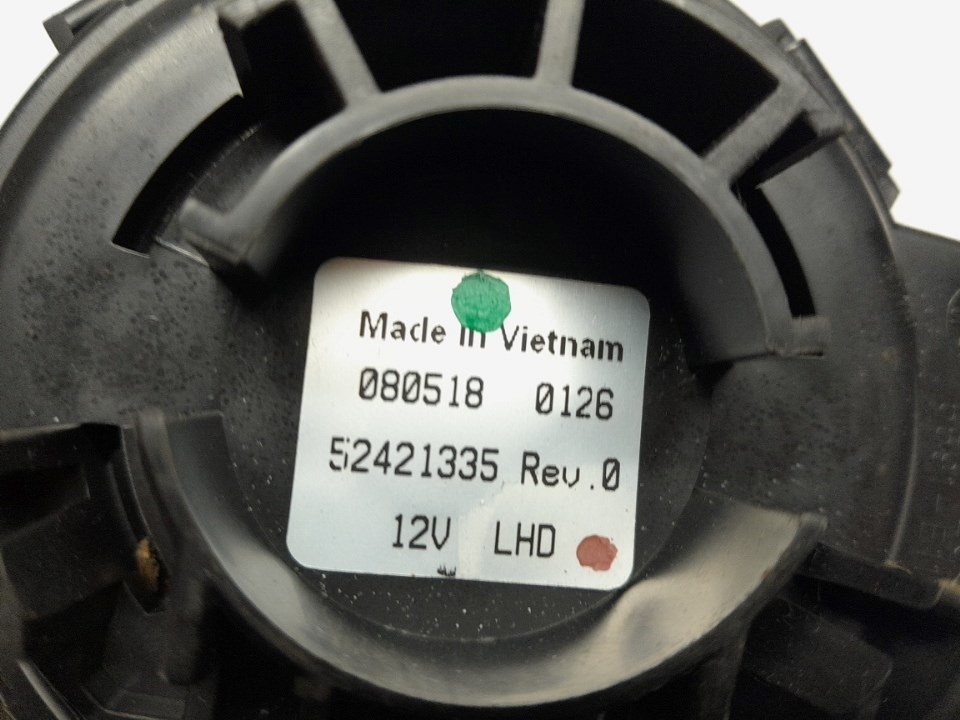 Made in Vietnam
080518 0126
52421335 Rev.0
12V LHD